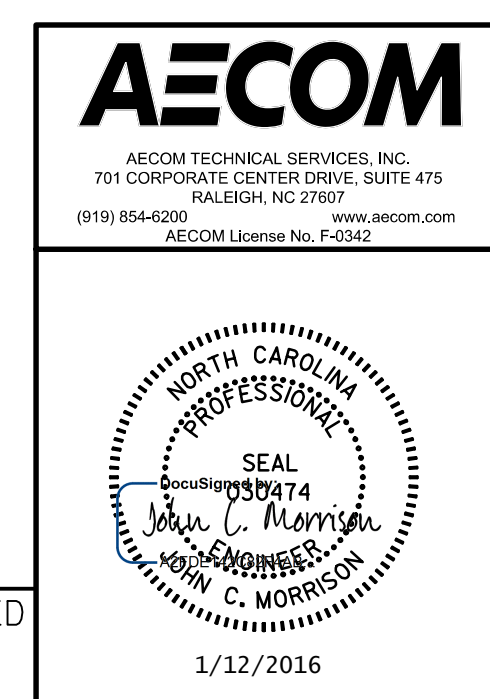 AECOM
AECOM TECHNICAL SERVICES, INC.
701 CORPORATE CENTER DRIVE, SUITE 475
RALEIGH, NC 27607
(919) 854-6200 www.aecom.com
AECOM License No. F-0342
NORTH CAROLINA
PROFESSIONAL
SEAL
DocuSigned by:
030474
John C. Morrison
ENGINEER
JOHN C. MORRISON
1/12/2016